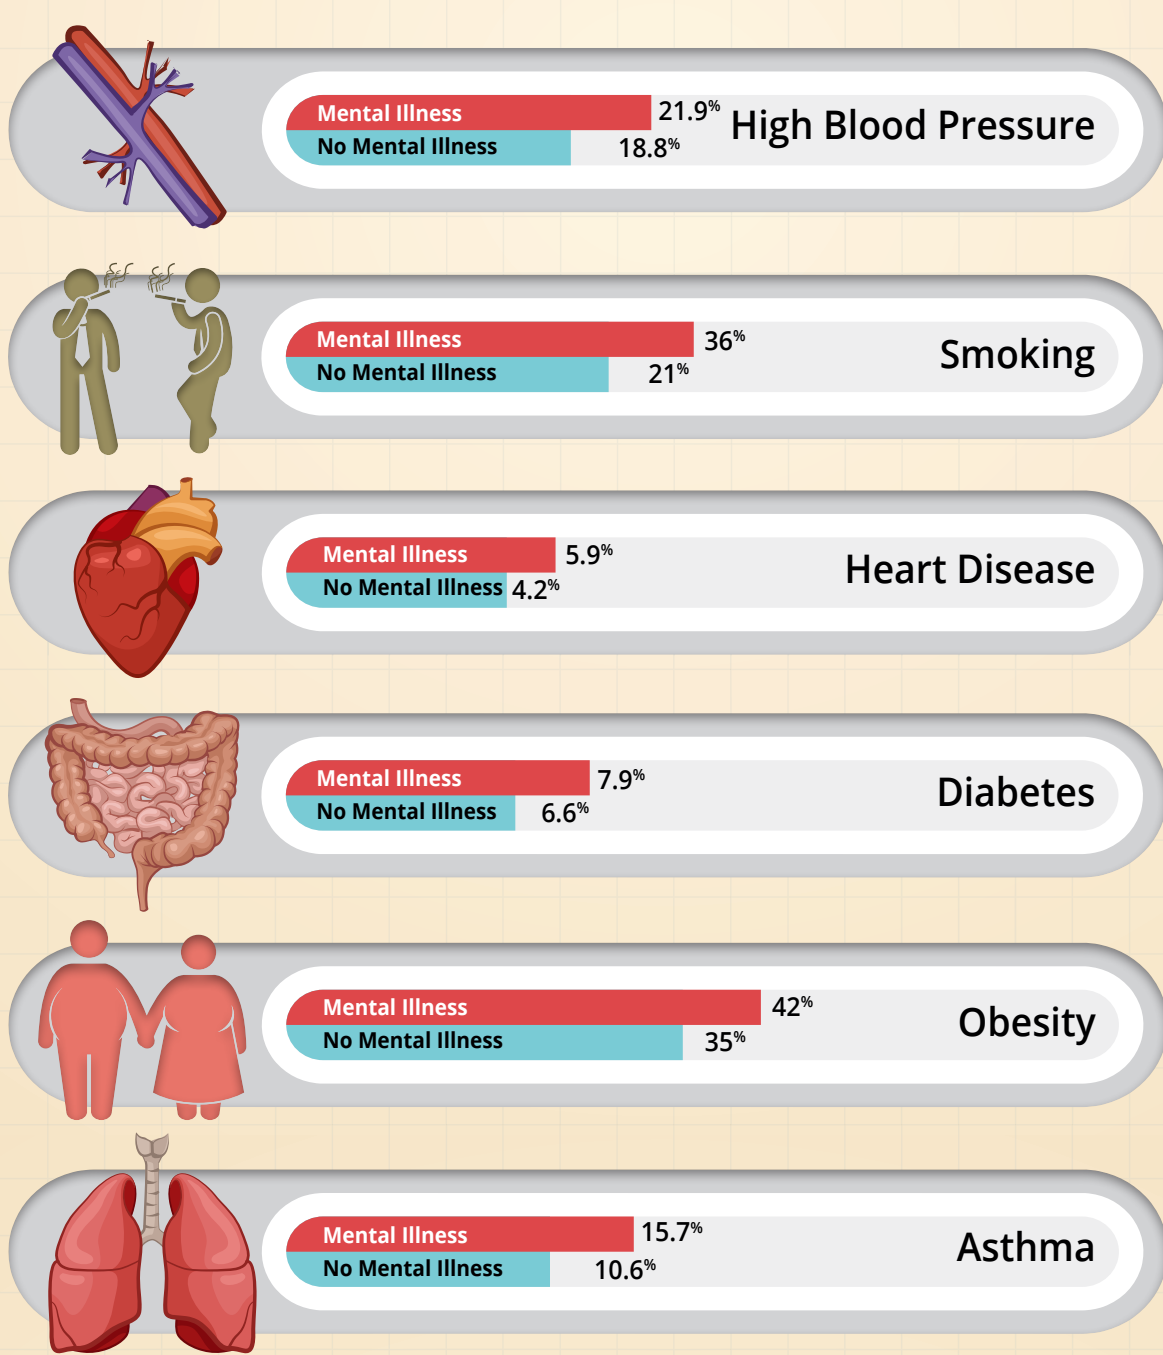 Mental Illness 21.9% High Blood Pressure
No Mental Illness 18.8%
Mental Illness 36% Smoking
No Mental Illness 21%
Mental Illness 5.9% Heart Disease
No Mental Illness 4.2%
Mental Illness 7.9% Diabetes
No Mental Illness 6.6%
Mental Illness 42% Obesity
No Mental Illness 35%
Mental Illness 15.7% Asthma
No Mental Illness 10.6%